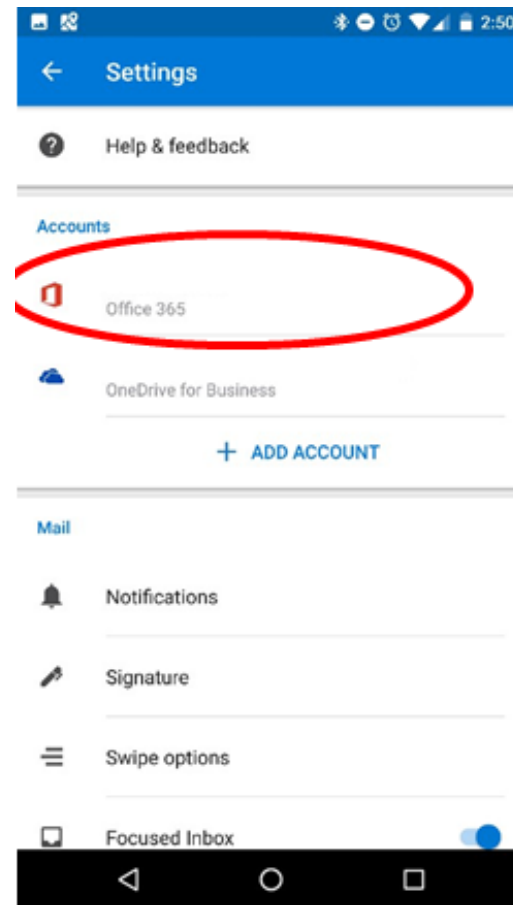 2:50
Settings
Help & feedback
Accounts
Office 365
OneDrive for Business
+ ADD ACCOUNT
Mail
Notifications
Signature
Swipe options
Focused Inbox